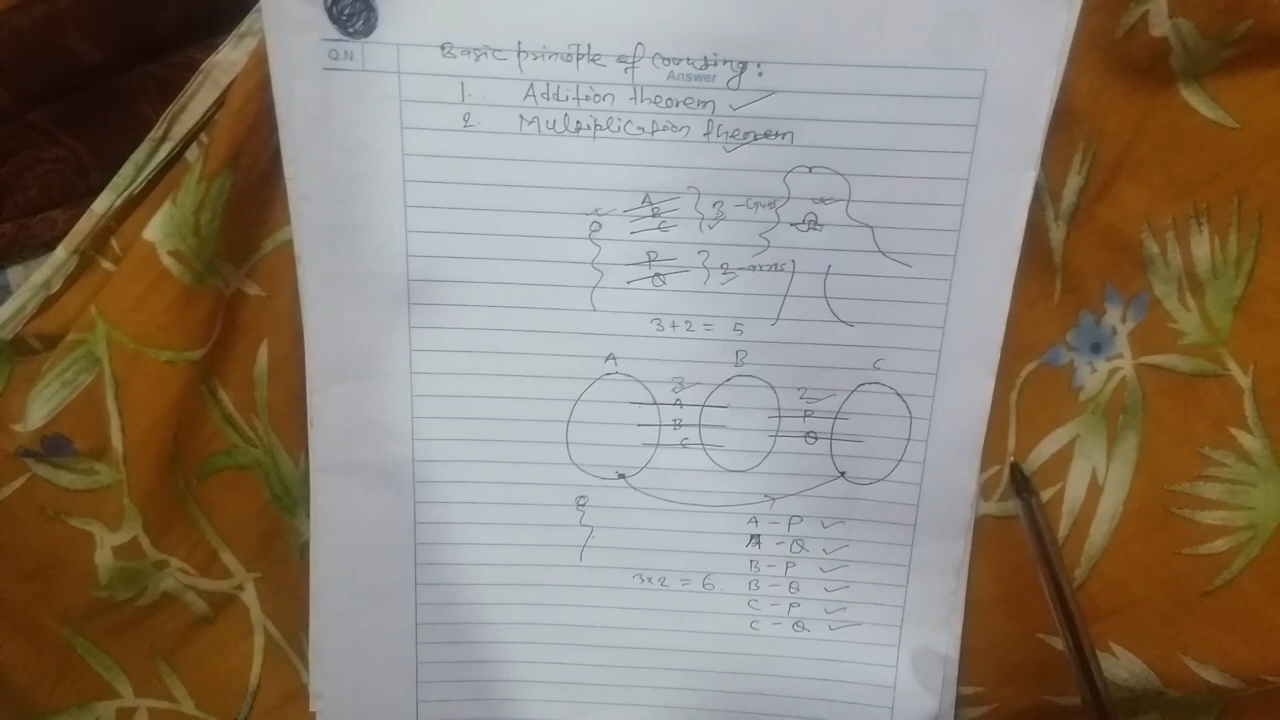 Q.N.
Basic principle of counting:
Answer
1. Addition theorem ✓
2. Multiplication theorem
A
B
C
} 3
P
Q
} 2
3+2 = 5
A B C
3 2
A P
B Q
C
A - P ✓
A - Q ✓
B - P ✓
3x2 = 6. B - Q ✓
C - P ✓
C - Q ✓